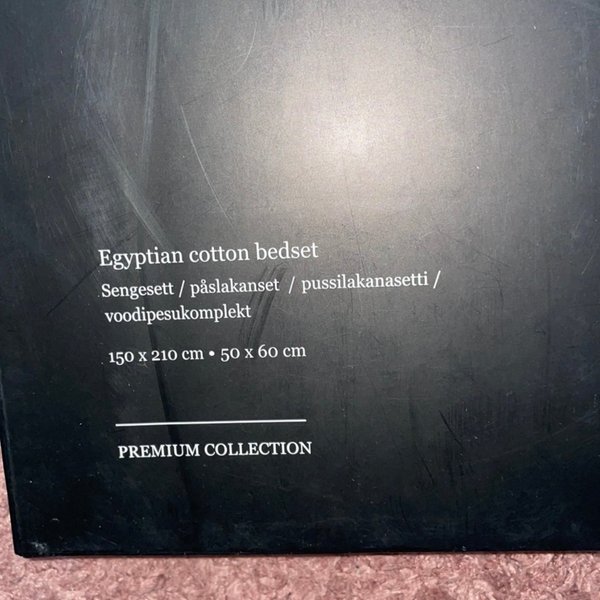 Egyptian cotton bedset
Sengesett / påslakanset / pussilakanasetti /
voodipesukomplekt
150 x 210 cm • 50 x 60 cm
PREMIUM COLLECTION